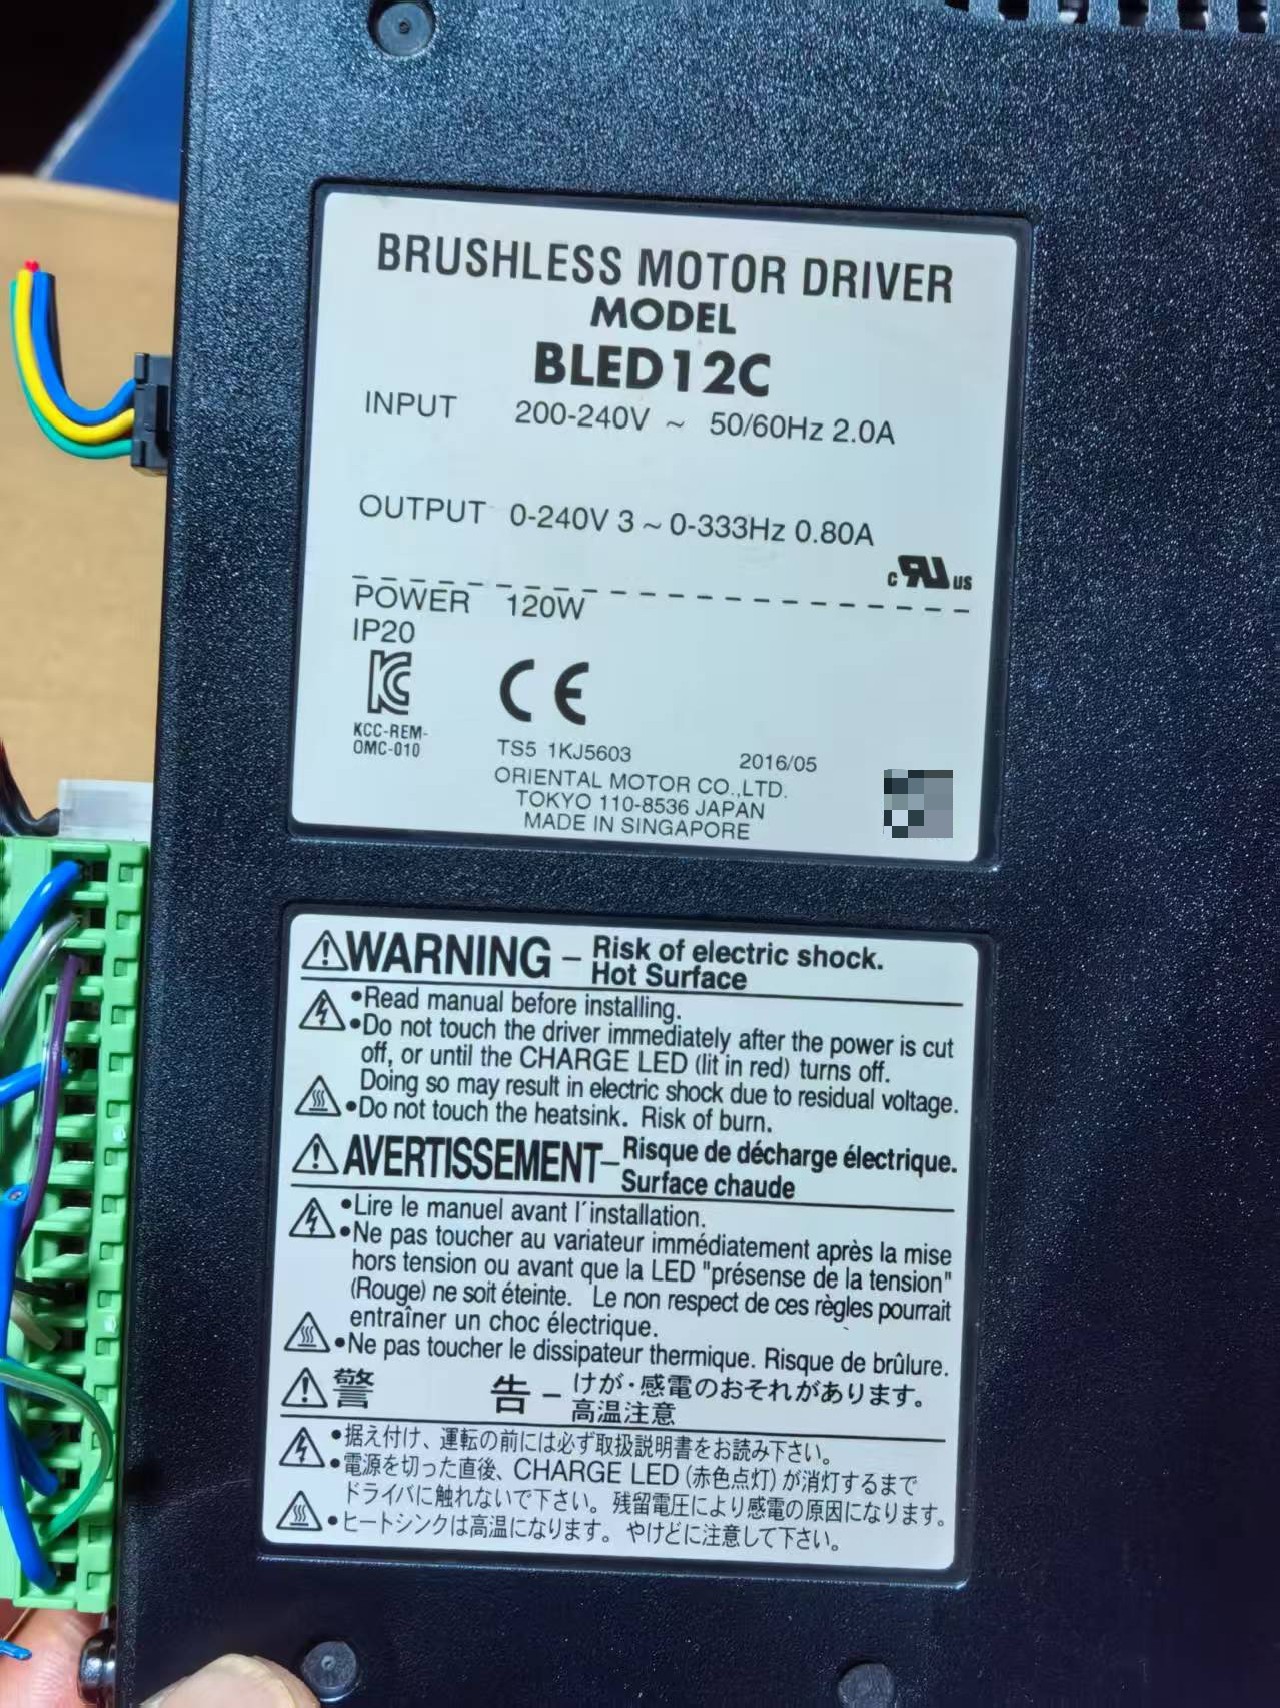 BRUSHLESS MOTOR DRIVER
MODEL
BLED12C
INPUT 200-240V ~ 50/60Hz 2.0A
OUTPUT 0-240V 3 ~ 0-333Hz 0.80A
c RU us
POWER 120W
IP20
KC
CE
KCC-REM-
OMC-010
TS5 1KJ5603 2016/05
ORIENTAL MOTOR CO.,LTD.
TOKYO 110-8536 JAPAN
MADE IN SINGAPORE
WARNING – Risk of electric shock.
Hot Surface
•Read manual before installing.
•Do not touch the driver immediately after the power is cut
off, or until the CHARGE LED (lit in red) turns off.
Doing so may result in electric shock due to residual voltage.
•Do not touch the heatsink. Risk of burn.
AVERTISSEMENT– Risque de décharge électrique.
Surface chaude
•Lire le manuel avant l'installation.
•Ne pas toucher au variateur immédiatement après la mise
hors tension ou avant que la LED "présense de la tension"
(Rouge) ne soit éteinte. Le non respect de ces règles pourrait
entraîner un choc électrique.
•Ne pas toucher le dissipateur thermique. Risque de brûlure.
警 告 – けが・感電のおそれがあります。
高温注意
•据え付け、運転の前には必ず取扱説明書をお読み下さい。
•電源を切った直後、CHARGE LED (赤色点灯) が消灯するまで
ドライバに触れないで下さい。残留電圧により感電の原因になります。
•ヒートシンクは高温になります。やけどに注意して下さい。